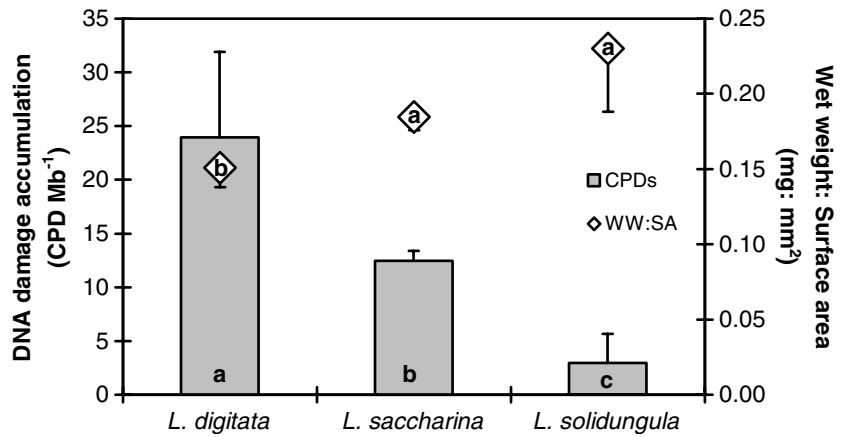 DNA damage accumulation
(CPD Mb⁻¹)
35
30
25
20
15
10
5
0
a
b
c
b
a
a
CPDs
WW:SA
0.25
0.20
0.15
0.10
0.05
0.00
Wet weight: Surface area
(mg: mm²)
L. digitata
L. saccharina
L. solidungula